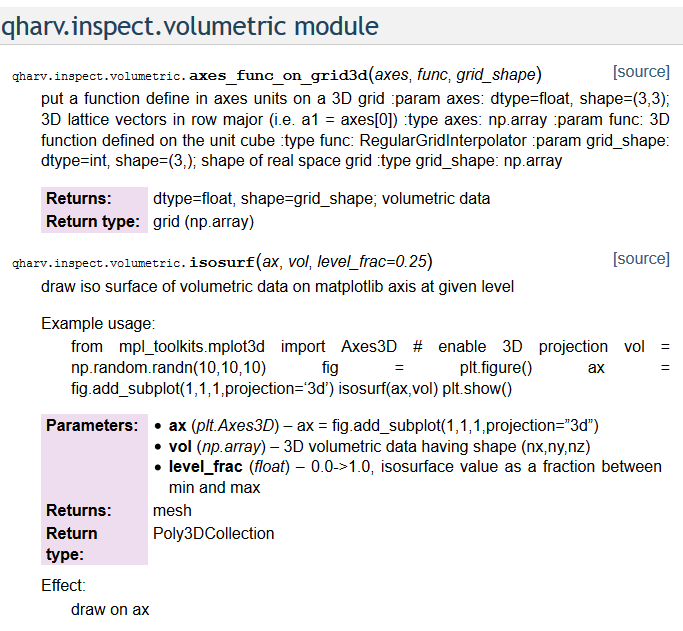 qharv.inspect.volumetric module
qharv.inspect.volumetric.axes_func_on_grid3d(axes, func, grid_shape) [source]
put a function define in axes units on a 3D grid :param axes: dtype=float, shape=(3,3);
3D lattice vectors in row major (i.e. a1 = axes[0]) :type axes: np.array :param func: 3D
function defined on the unit cube :type func: RegularGridInterpolator :param grid_shape:
dtype=int, shape=(3,); shape of real space grid :type grid_shape: np.array
Returns: dtype=float, shape=grid_shape; volumetric data
Return type: grid (np.array)
qharv.inspect.volumetric.isosurf(ax, vol, level_frac=0.25) [source]
draw iso surface of volumetric data on matplotlib axis at given level
Example usage:
from mpl_toolkits.mplot3d import Axes3D # enable 3D projection vol =
np.random.randn(10,10,10) fig = plt.figure() ax =
fig.add_subplot(1,1,1,projection=‘3d’) isosurf(ax,vol) plt.show()
Parameters: • ax (plt.Axes3D) – ax = fig.add_subplot(1,1,1,projection=”3d”)
• vol (np.array) – 3D volumetric data having shape (nx,ny,nz)
• level_frac (float) – 0.0->1.0, isosurface value as a fraction between
min and max
Returns: mesh
Return Poly3DCollection
type:
Effect:
draw on ax